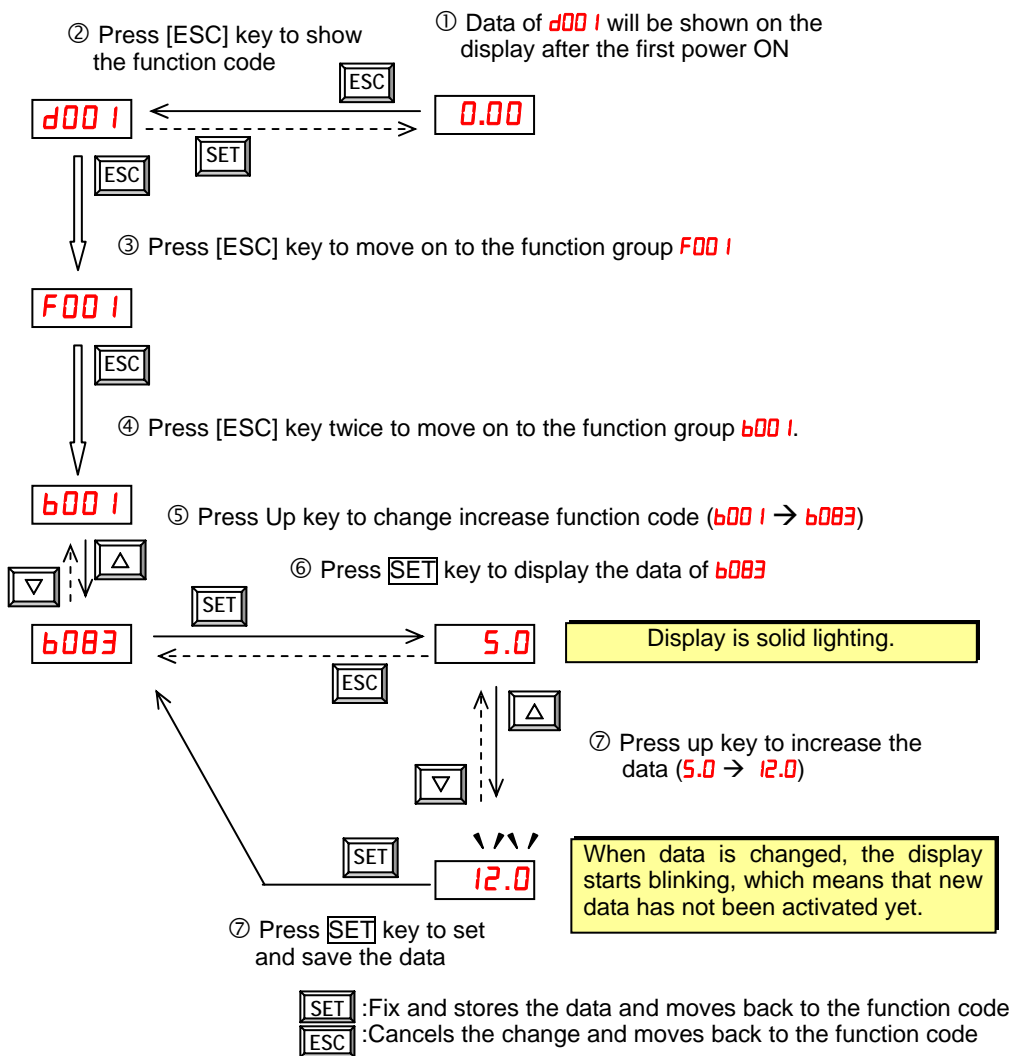 ① Data of d001 will be shown on the
display after the first power ON
② Press [ESC] key to show
the function code
ESC
d001
0.00
SET
ESC
③ Press [ESC] key to move on to the function group F001
F001
ESC
④ Press [ESC] key twice to move on to the function group b001.
b001
⑤ Press Up key to change increase function code (b001 → b083)
△
▽
⑥ Press SET key to display the data of b083
SET
b083
5.0
Display is solid lighting.
ESC
△
⑦ Press up key to increase the
data (5.0 → 12.0)
▽
SET
12.0
When data is changed, the display
starts blinking, which means that new
data has not been activated yet.
⑦ Press SET key to set
and save the data
SET :Fix and stores the data and moves back to the function code
ESC :Cancels the change and moves back to the function code